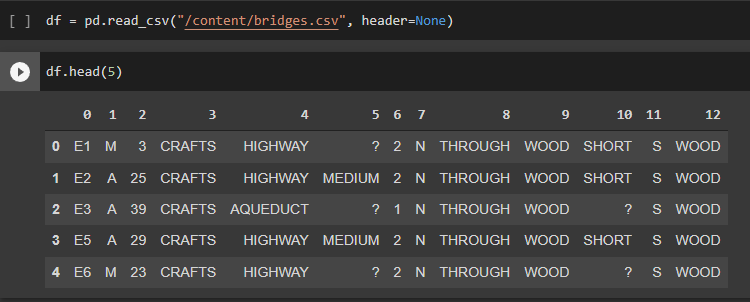 [ ] df = pd.read_csv("/content/bridges.csv", header=None)
df.head(5)
0 1 2 3 4 5 6 7 8 9 10 11 12
0 E1 M 3 CRAFTS HIGHWAY ? 2 N THROUGH WOOD SHORT S WOOD
1 E2 A 25 CRAFTS HIGHWAY MEDIUM 2 N THROUGH WOOD SHORT S WOOD
2 E3 A 39 CRAFTS AQUEDUCT ? 1 N THROUGH WOOD ? S WOOD
3 E5 A 29 CRAFTS HIGHWAY MEDIUM 2 N THROUGH WOOD SHORT S WOOD
4 E6 M 23 CRAFTS HIGHWAY ? 2 N THROUGH WOOD ? S WOOD